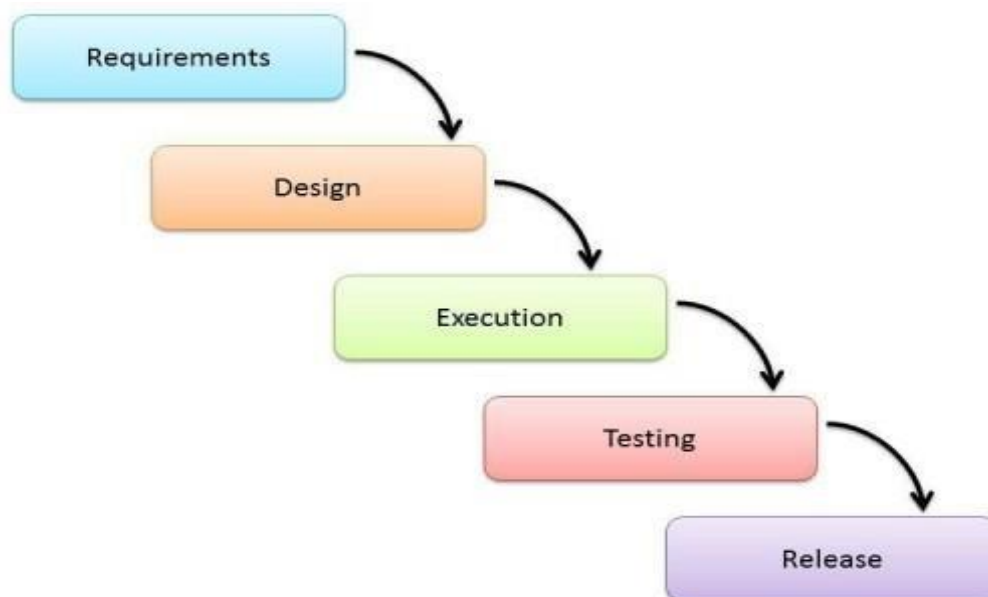 Requirements
Design
Execution
Testing
Release